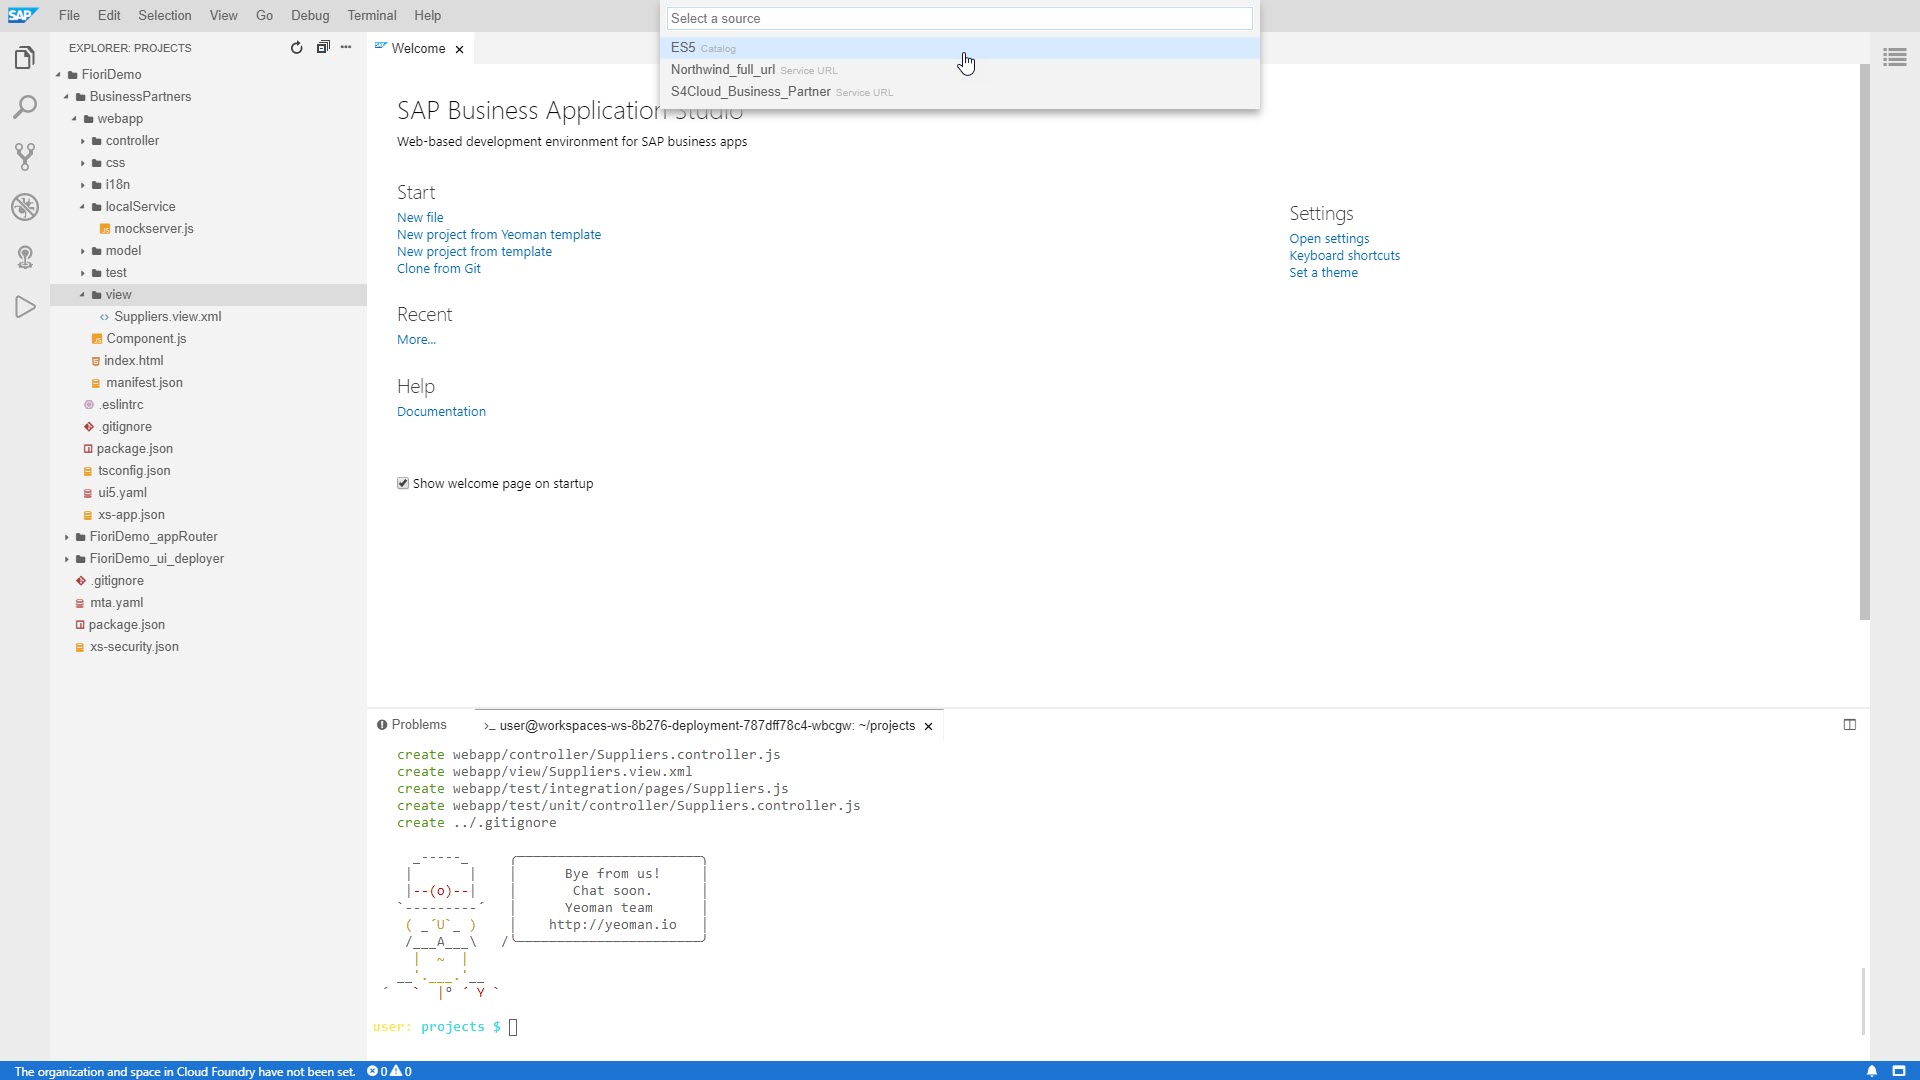 SAP File Edit Selection View Go Debug Terminal Help
Select a source
ES5 Catalog
Northwind_full_url Service URL
S4Cloud_Business_Partner Service URL
EXPLORER: PROJECTS
FioriDemo
BusinessPartners
webapp
controller
css
i18n
localService
mockserver.js
model
test
view
Suppliers.view.xml
Component.js
index.html
manifest.json
.eslintrc
.gitignore
package.json
tsconfig.json
ui5.yaml
xs-app.json
FioriDemo_appRouter
FioriDemo_ui_deployer
.gitignore
mta.yaml
package.json
xs-security.json
Welcome
SAP Business Application Studio
Web-based development environment for SAP business apps
Start
New file
New project from Yeoman template
New project from template
Clone from Git
Recent
More...
Help
Documentation
Show welcome page on startup
Settings
Open settings
Keyboard shortcuts
Set a theme
Problems
>_ user@workspaces-ws-8b276-deployment-787dff78c4-wbcgw: ~/projects
create webapp/controller/Suppliers.controller.js
create webapp/view/Suppliers.view.xml
create webapp/test/integration/pages/Suppliers.js
create webapp/test/unit/controller/Suppliers.controller.js
create ../.gitignore
Bye from us!
Chat soon.
Yeoman team
http://yeoman.io
user: projects $
The organization and space in Cloud Foundry have not been set. 0 0